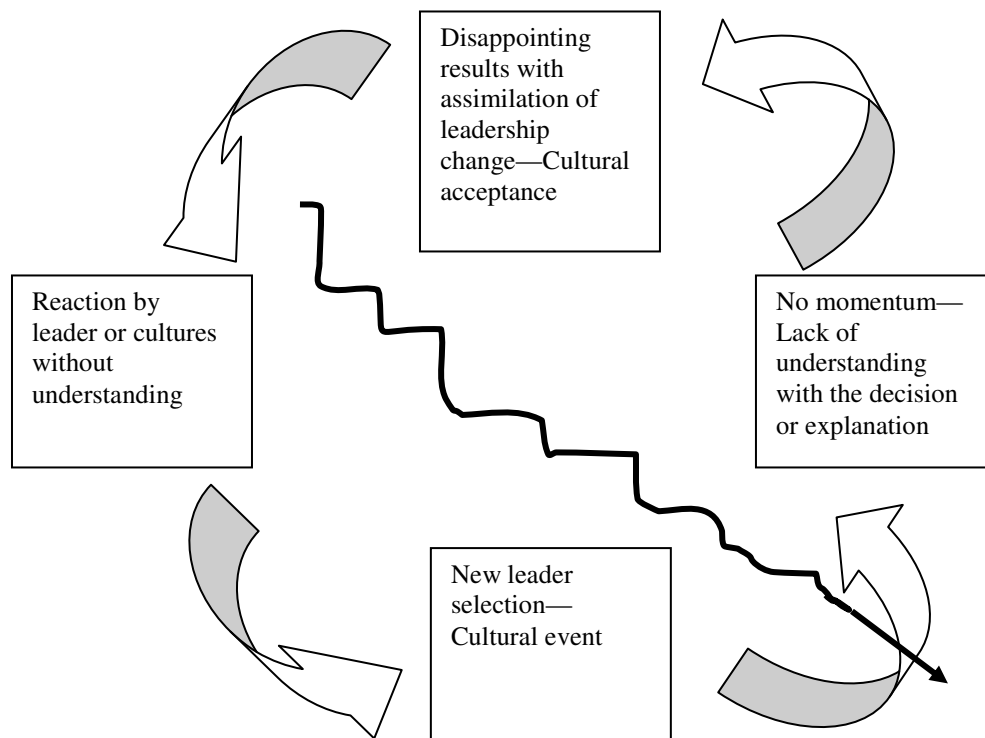 Disappointing
results with
assimilation of
leadership
change—Cultural
acceptance
Reaction by
leader or cultures
without
understanding
No momentum—
Lack of
understanding
with the decision
or explanation
New leader
selection—
Cultural event